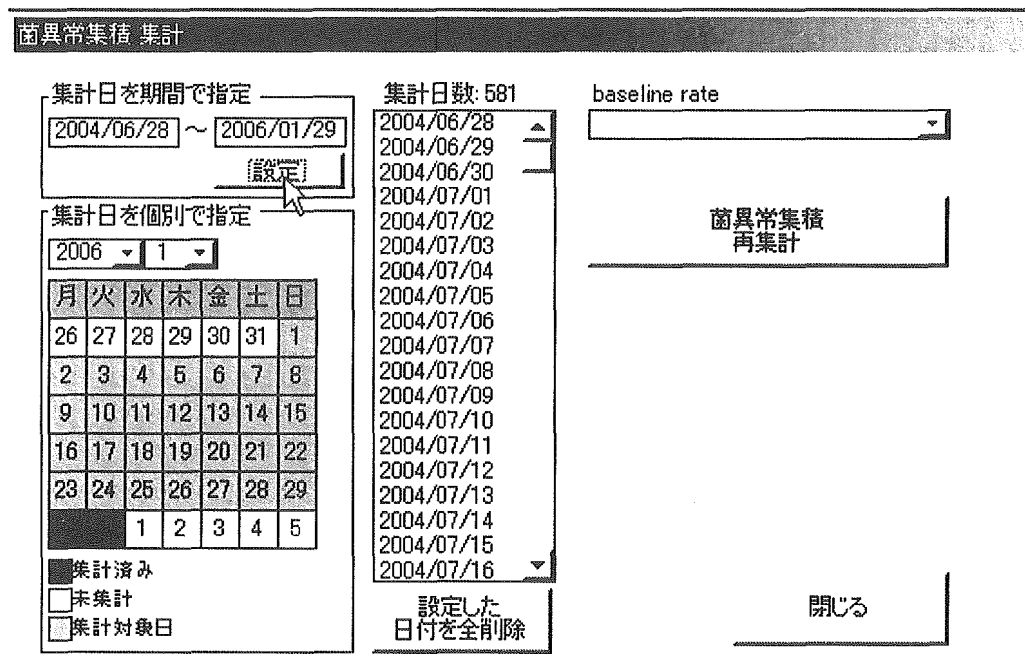 菌異常集積 集計
集計日を期間で指定
2004/06/28 ～ 2006/01/29
設定
集計日を個別で指定
2006 1
月 火 水 木 金 土 日
26 27 28 29 30 31 1
2 3 4 5 6 7 8
9 10 11 12 13 14 15
16 17 18 19 20 21 22
23 24 25 26 27 28 29
1 2 3 4 5
集計済み
未集計
集計対象日
集計日数: 581
2004/06/28
2004/06/29
2004/06/30
2004/07/01
2004/07/02
2004/07/03
2004/07/04
2004/07/05
2004/07/06
2004/07/07
2004/07/08
2004/07/09
2004/07/10
2004/07/11
2004/07/12
2004/07/13
2004/07/14
2004/07/15
2004/07/16
設定した
日付を全削除
baseline rate
菌異常集積
再集計
閉じる